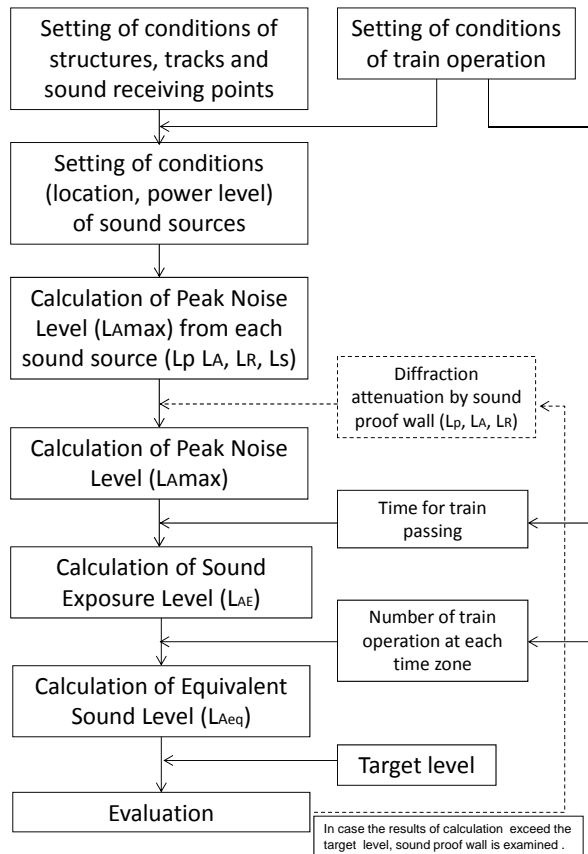 Setting of conditions of
structures, tracks and
sound receiving points
Setting of conditions
of train operation
Setting of conditions
(location, power level)
of sound sources
Calculation of Peak Noise
Level (LAmax) from each
sound source (Lp LA, LR, Ls)
Diffraction
attenuation by sound
proof wall (Lp, LA, LR)
Calculation of Peak Noise
Level (LAmax)
Time for train
passing
Calculation of Sound
Exposure Level (LAE)
Number of train
operation at each
time zone
Calculation of Equivalent
Sound Level (LAeq)
Target level
Evaluation
In case the results of calculation exceed the
target level, sound proof wall is examined .